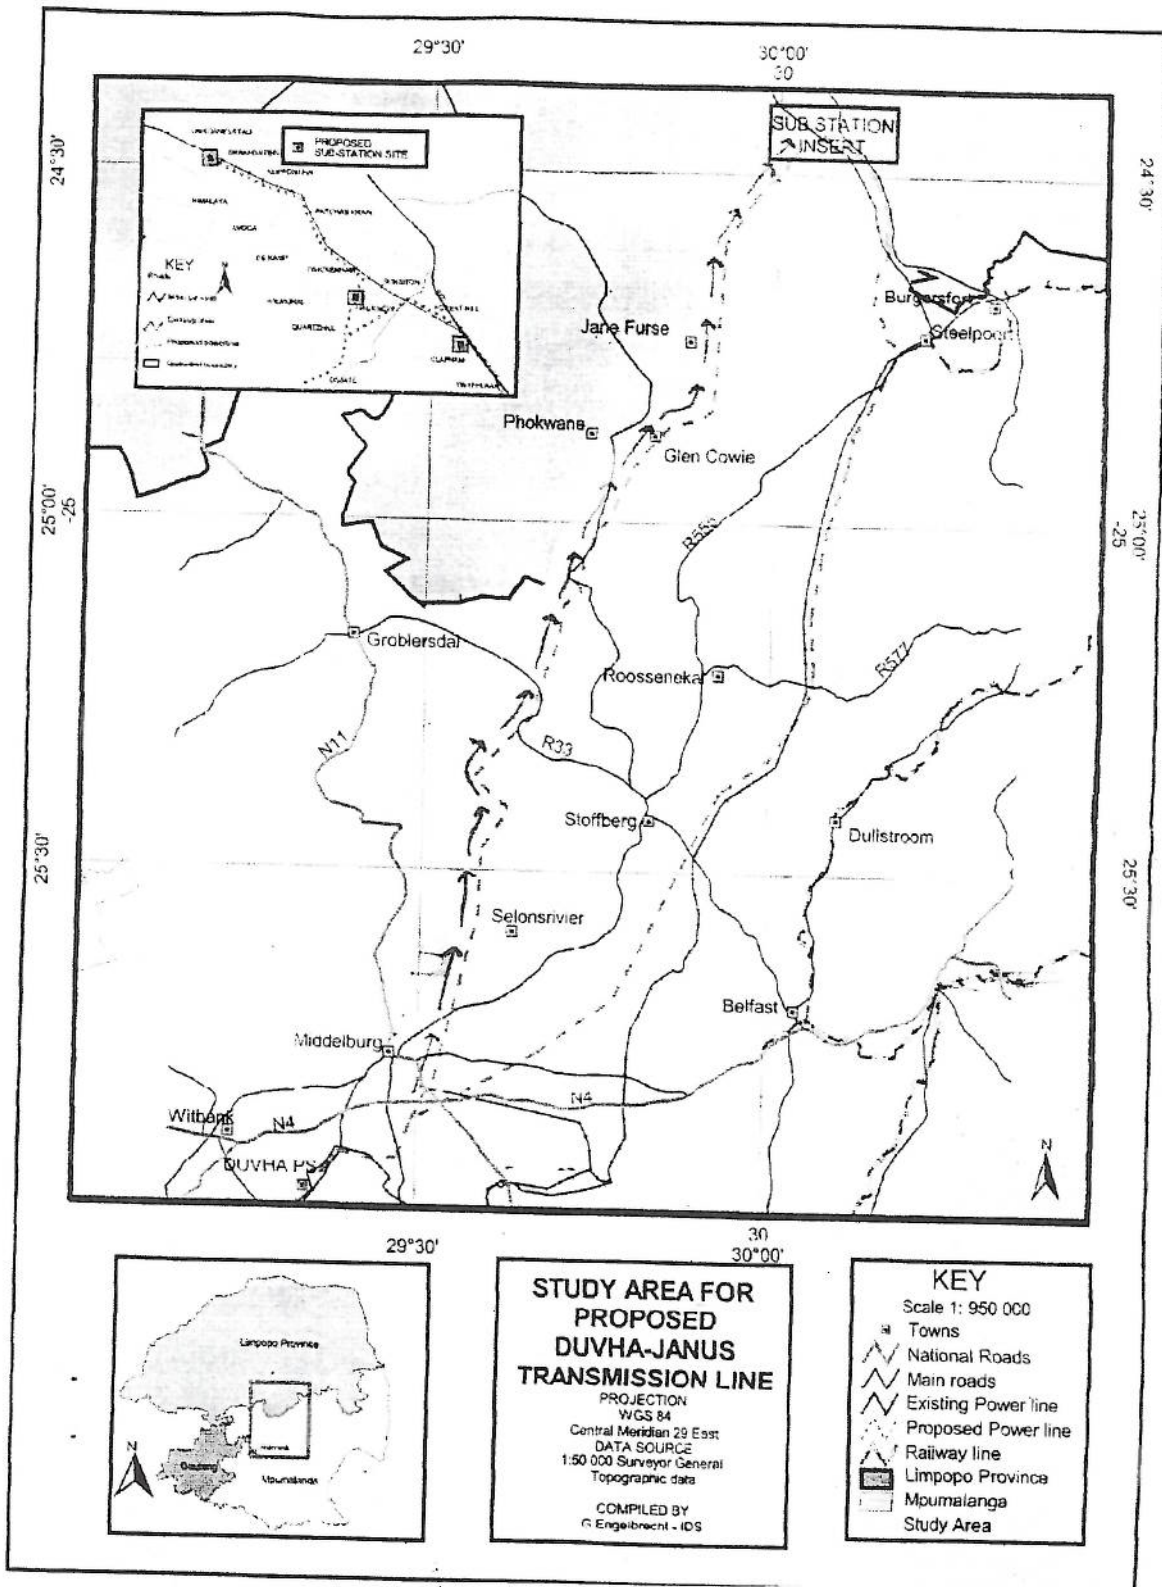 29°30'
30°00'
30
24°30'
24°30'
SUB STATION
INSERT
PROPOSED
SUB-STATION SITE
HIMALAYA
KEY
QUARTZHILL
CLAPHAM
Burgersfort
Steelpoort
Jane Furse
Phokwane
Glen Cowie
25°00'
-25
25°00'
-25
R555
Groblersdal
Roosseneka
R577
N11
R33
Stoffberg
Dullstroom
25°30'
25°30'
Selonsrivier
Belfast
Middelburg
Witbank
N4
N4
DUVHA PS
N
29°30'
30
30°00'
Limpopo Province
Gauteng
Mpumalanga
N
STUDY AREA FOR
PROPOSED
DUVHA-JANUS
TRANSMISSION LINE
PROJECTION
WGS 84
Central Meridian 29 East
DATA SOURCE
1:50 000 Surveyor General
Topographic data
COMPILED BY
G Engelbrecht - IDS
KEY
Scale 1: 950 000
Towns
National Roads
Main roads
Existing Power line
Proposed Power line
Railway line
Limpopo Province
Mpumalanga
Study Area